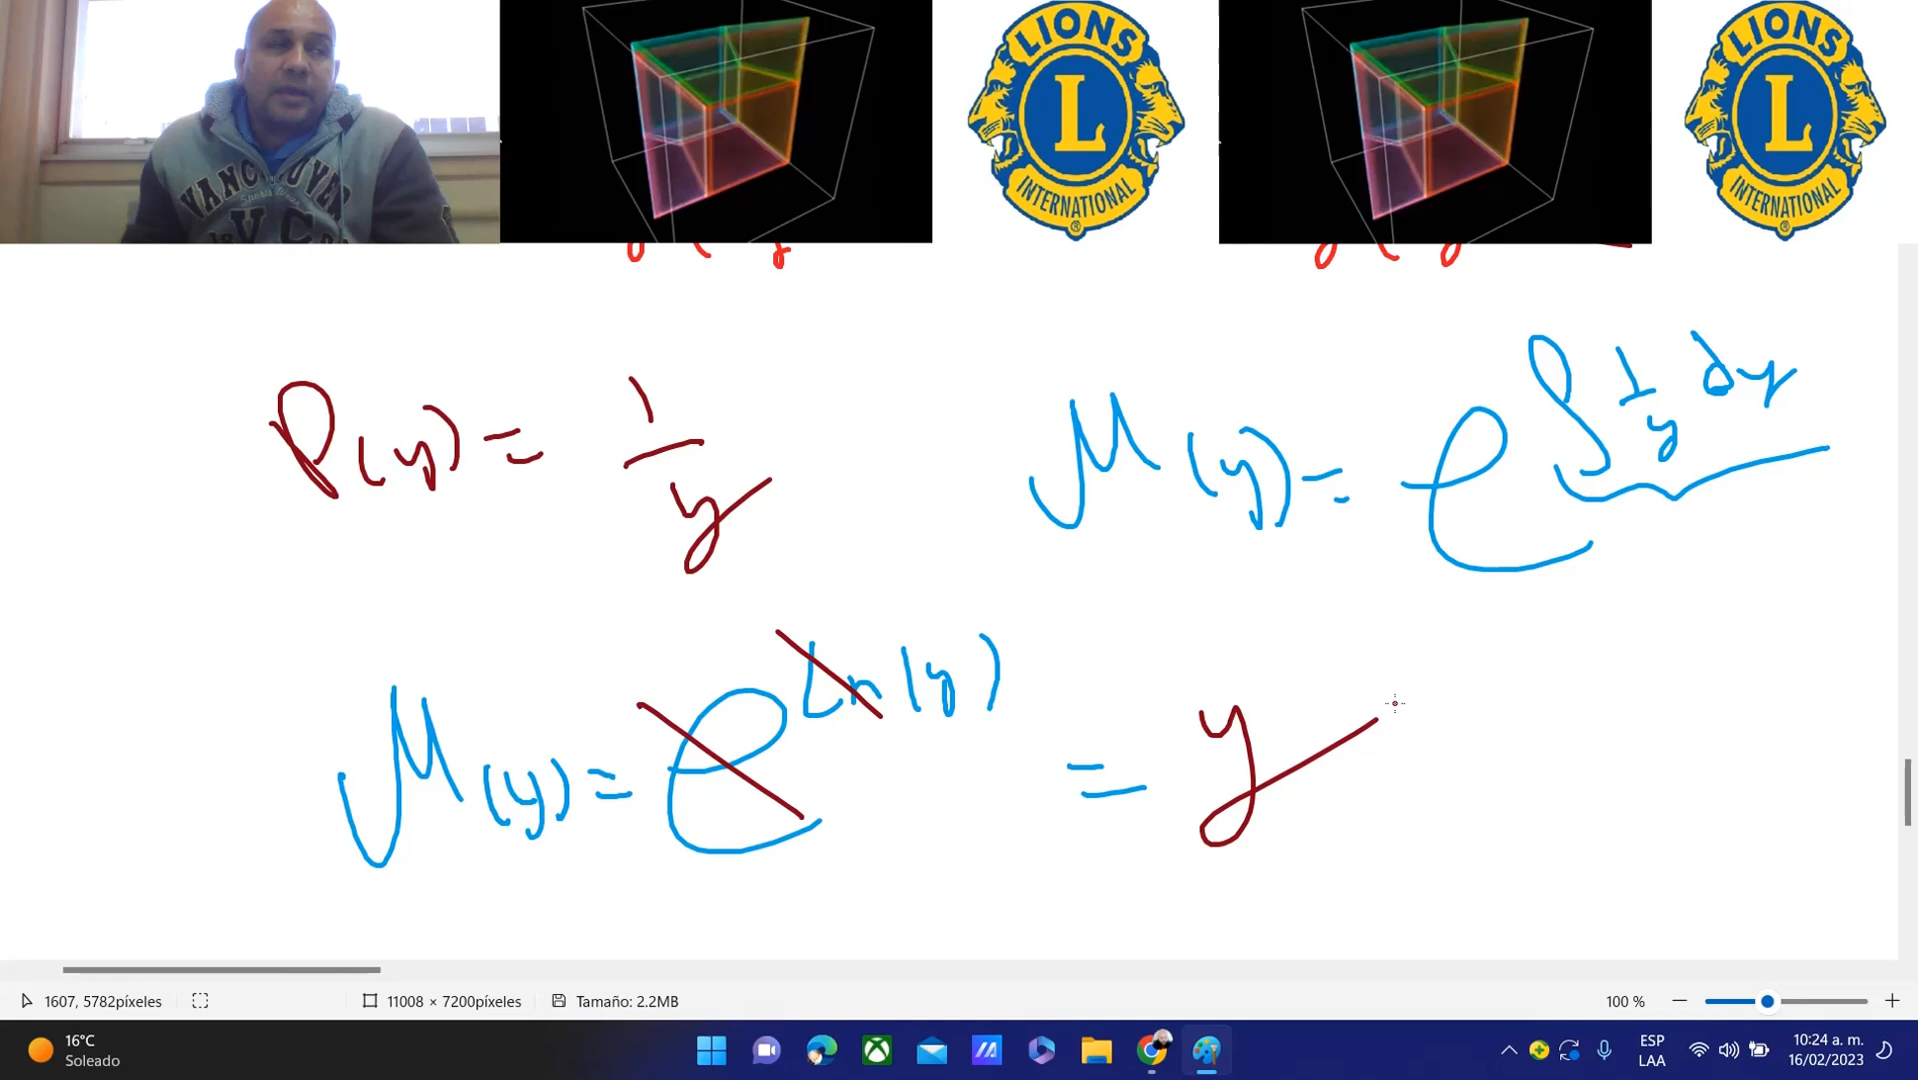 LIONS
L
INTERNATIONAL
®
LIONS
L
INTERNATIONAL
®
VANCOUVER
P(y) = 1/y
M(y) = e^∫ 1/y dy
M(y) = e^Ln(y) = y
1607, 5782píxeles
11008 × 7200píxeles
Tamaño: 2.2MB
100 %
16°C
Soleado
ESP
LAA
10:24 a. m.
16/02/2023